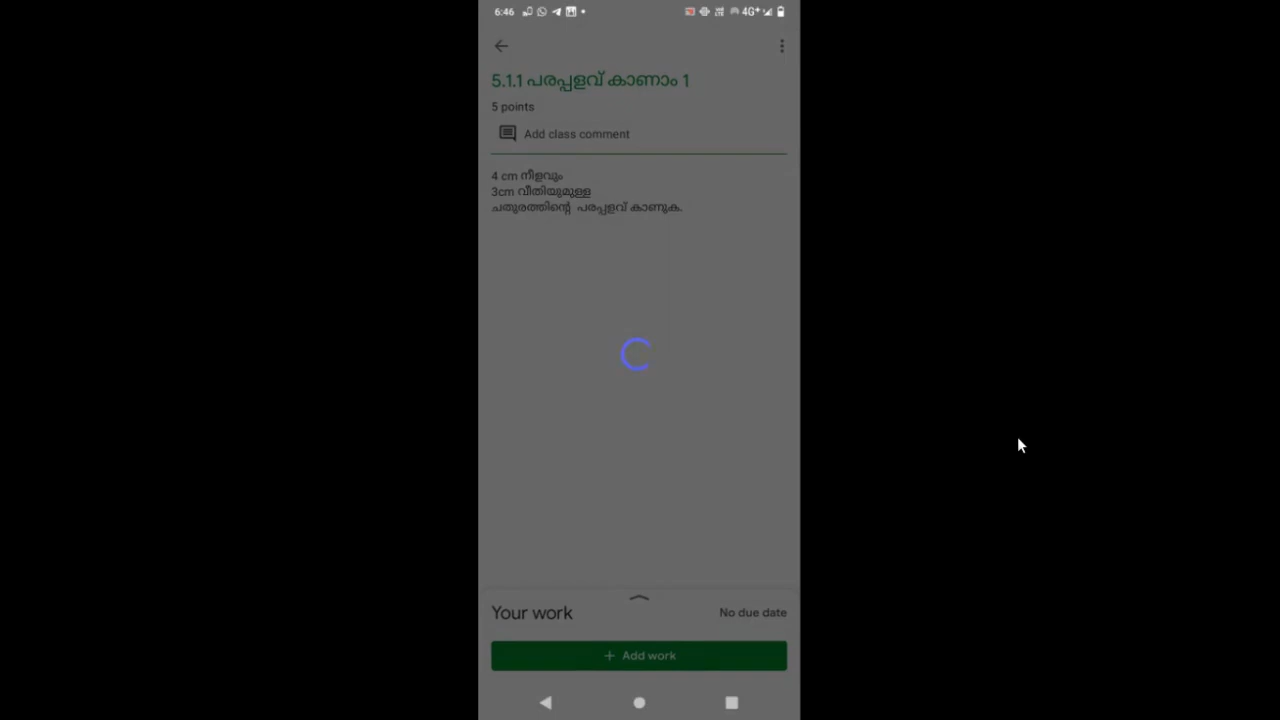 6:46 4G+
5.1.1 പരപ്പളവ് കാണാം 1
5 points
Add class comment
4 cm നീളവും
3cm വീതിയുമുള്ള
ചതുരത്തിന്റെ പരപ്പളവ് കാണുക.
Your work No due date
+ Add work